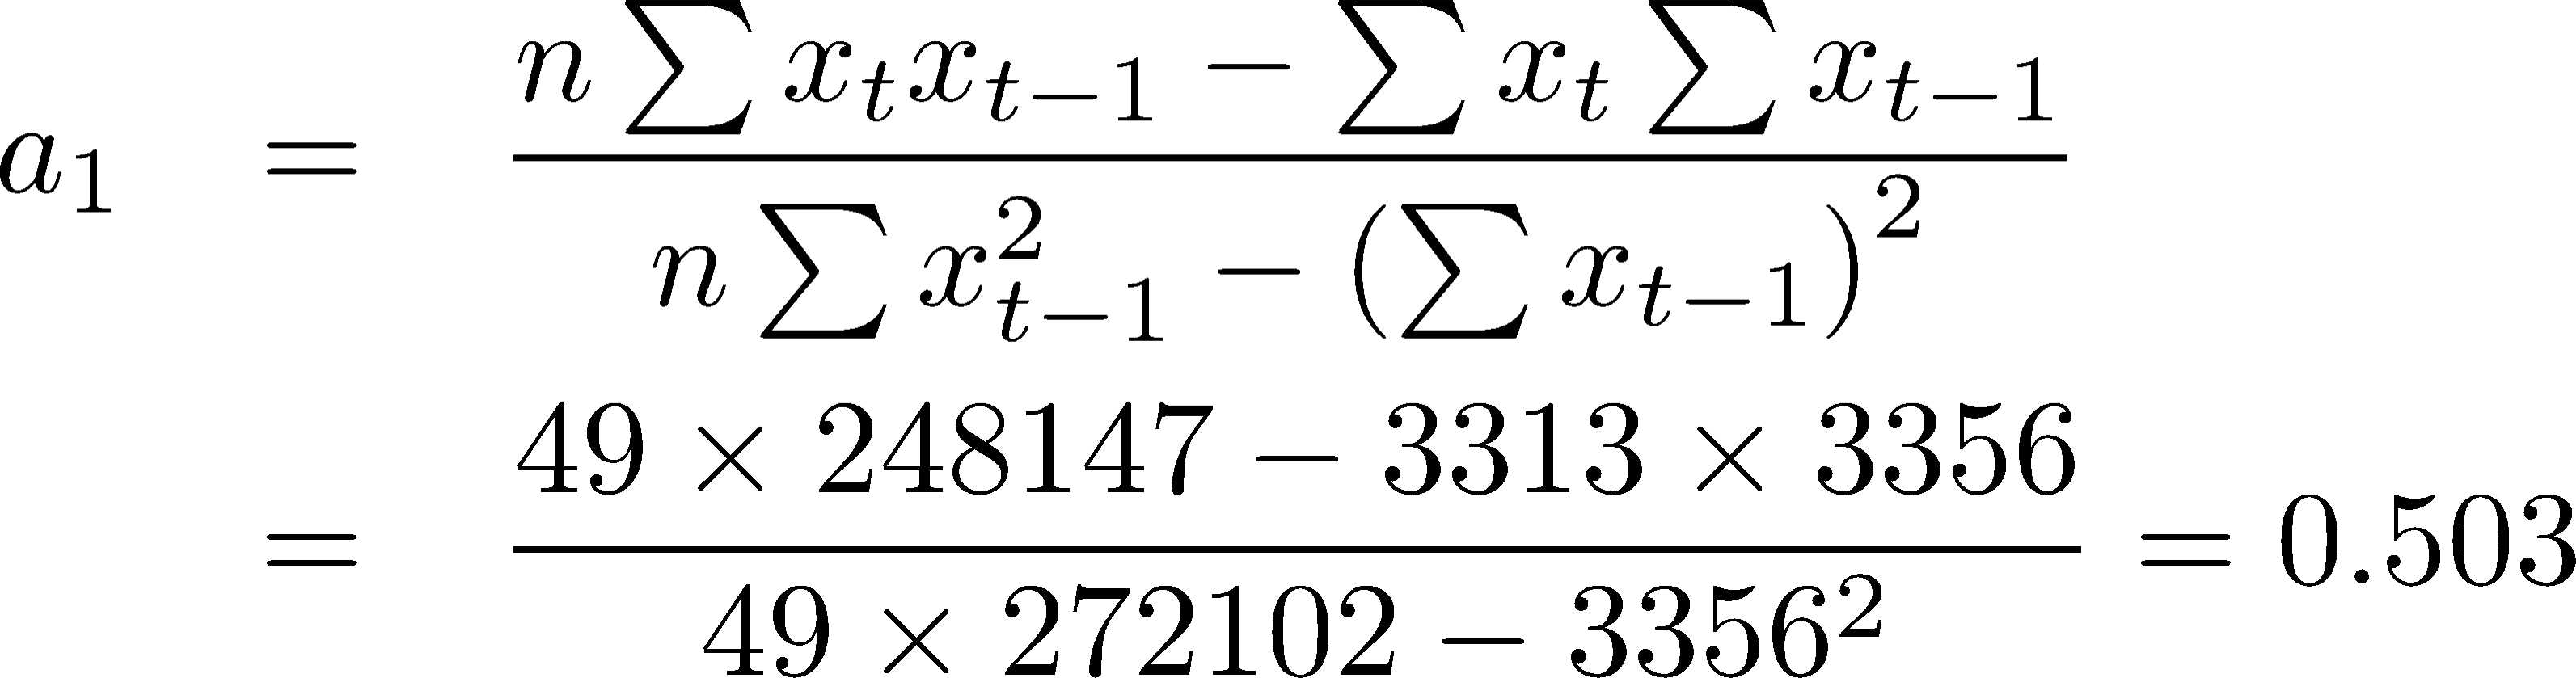 a_1 = \frac{n \sum x_t x_{t-1} - \sum x_t \sum x_{t-1}}{n \sum x_{t-1}^2 - (\sum x_{t-1})^2}
= \frac{49 \times 248147 - 3313 \times 3356}{49 \times 272102 - 3356^2} = 0.503